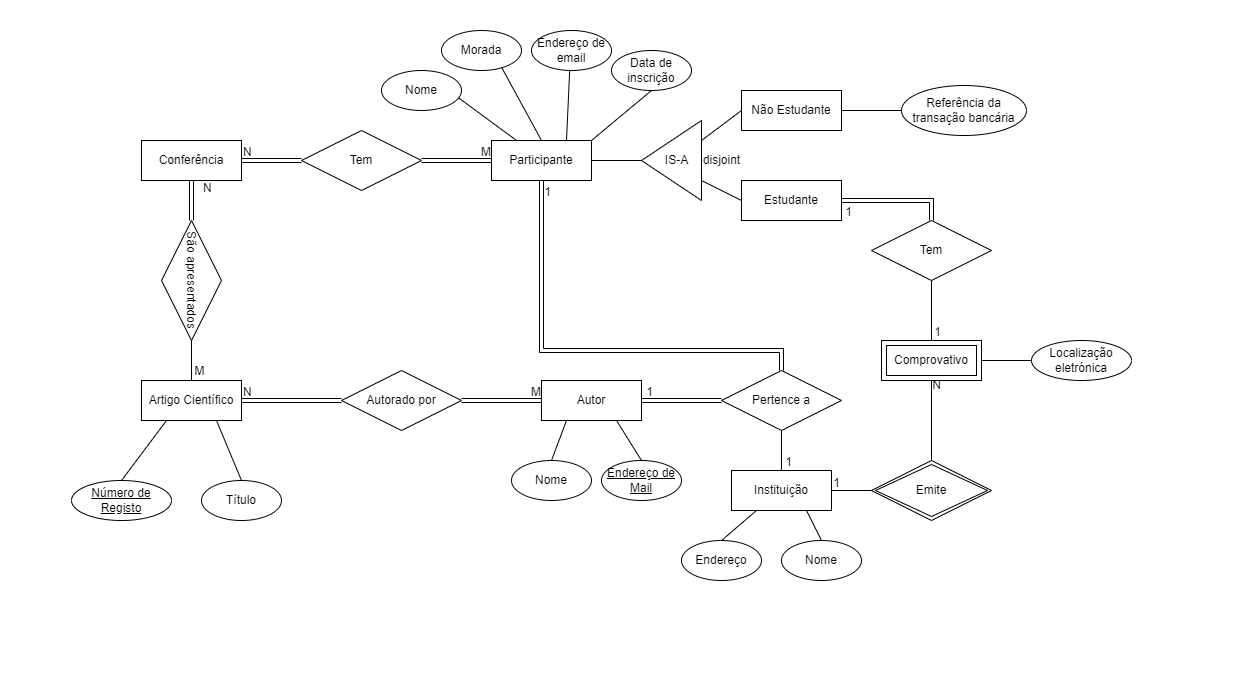 Morada
Endereço de
email
Data de
inscrição
Nome
Não Estudante
Referência da
transação bancária
Conferência
N
Tem
M
Participante
IS-A
disjoint
N
1
Estudante
1
São apresentados
Tem
1
Comprovativo
Localização
eletrónica
M
N
Artigo Científico
N
Autorado por
M
Autor
1
Pertence a
1
Número de
Registo
Título
Nome
Endereço de
Mail
Instituição
1
Emite
Endereço
Nome